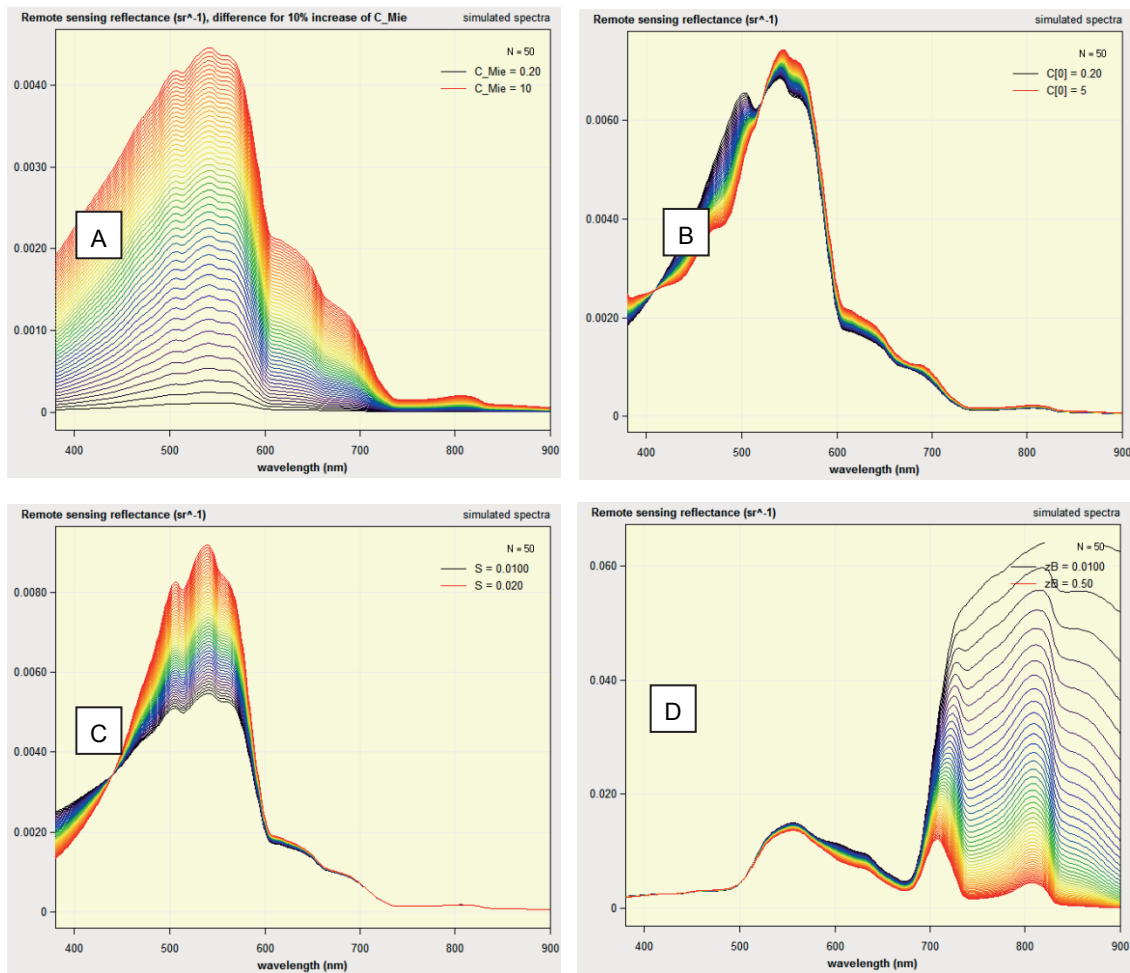 Remote sensing reflectance (sr^-1), difference for 10% increase of C_Mie simulated spectra
N = 50
C_Mie = 0.20
C_Mie = 10
0.0040
0.0030
0.0020
0.0010
0
A
400 500 600 700 800 900
wavelength (nm)
Remote sensing reflectance (sr^-1) simulated spectra
N = 50
C[0] = 0.20
C[0] = 5
0.0060
0.0040
0.0020
0
B
400 500 600 700 800 900
wavelength (nm)
Remote sensing reflectance (sr^-1) simulated spectra
N = 50
S = 0.0100
S = 0.020
0.0080
0.0060
0.0040
0.0020
0
C
400 500 600 700 800 900
wavelength (nm)
Remote sensing reflectance (sr^-1) simulated spectra
N = 50
zB = 0.0100
zB = 0.50
0.060
0.040
0.020
0
D
400 500 600 700 800 900
wavelength (nm)